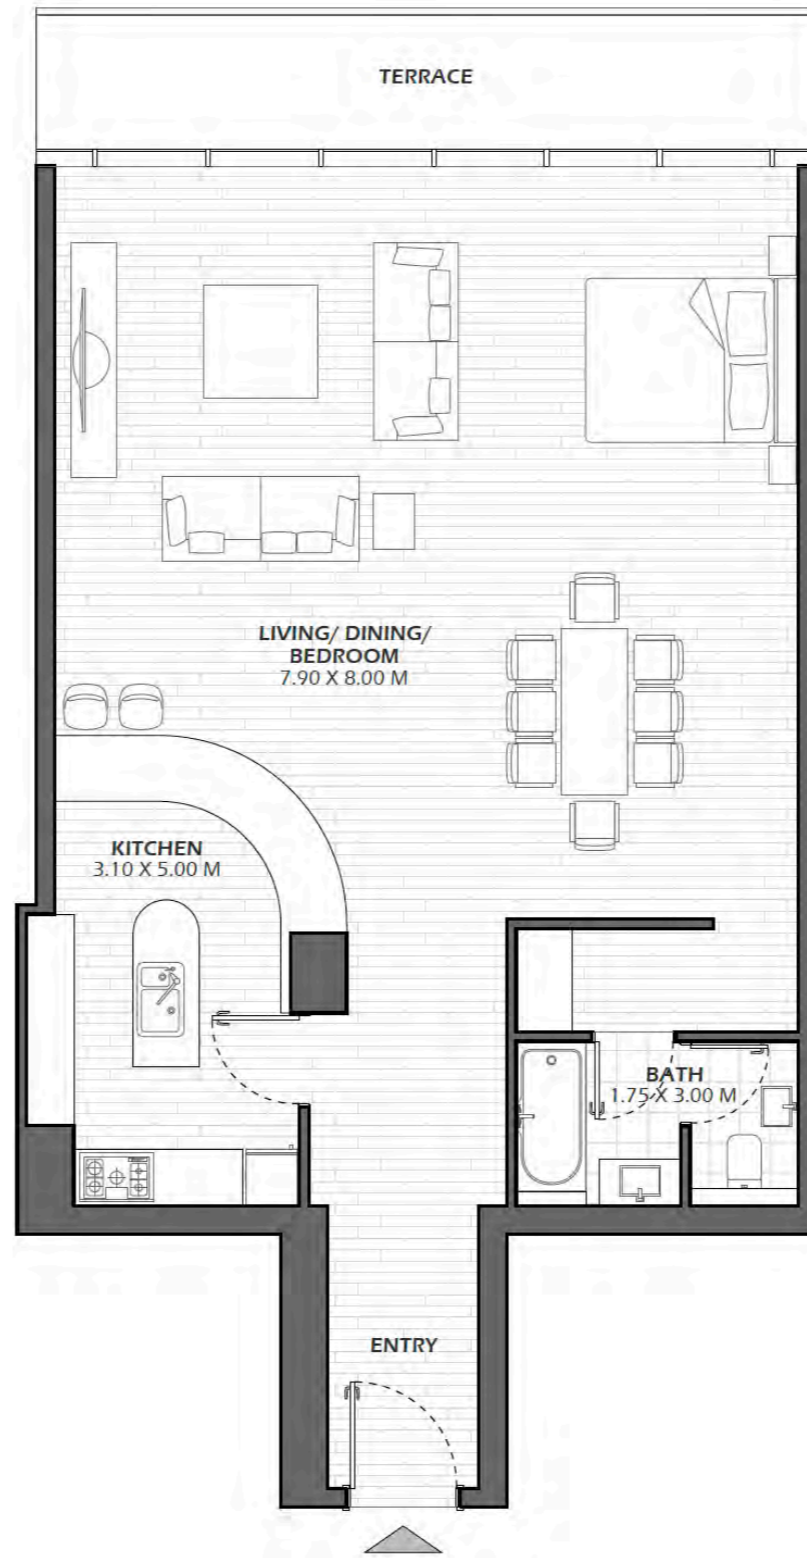 TERRACE
LIVING/ DINING/
BEDROOM
7.90 X 8.00 M
KITCHEN
3.10 X 5.00 M
BATH
1.75 X 3.00 M
ENTRY